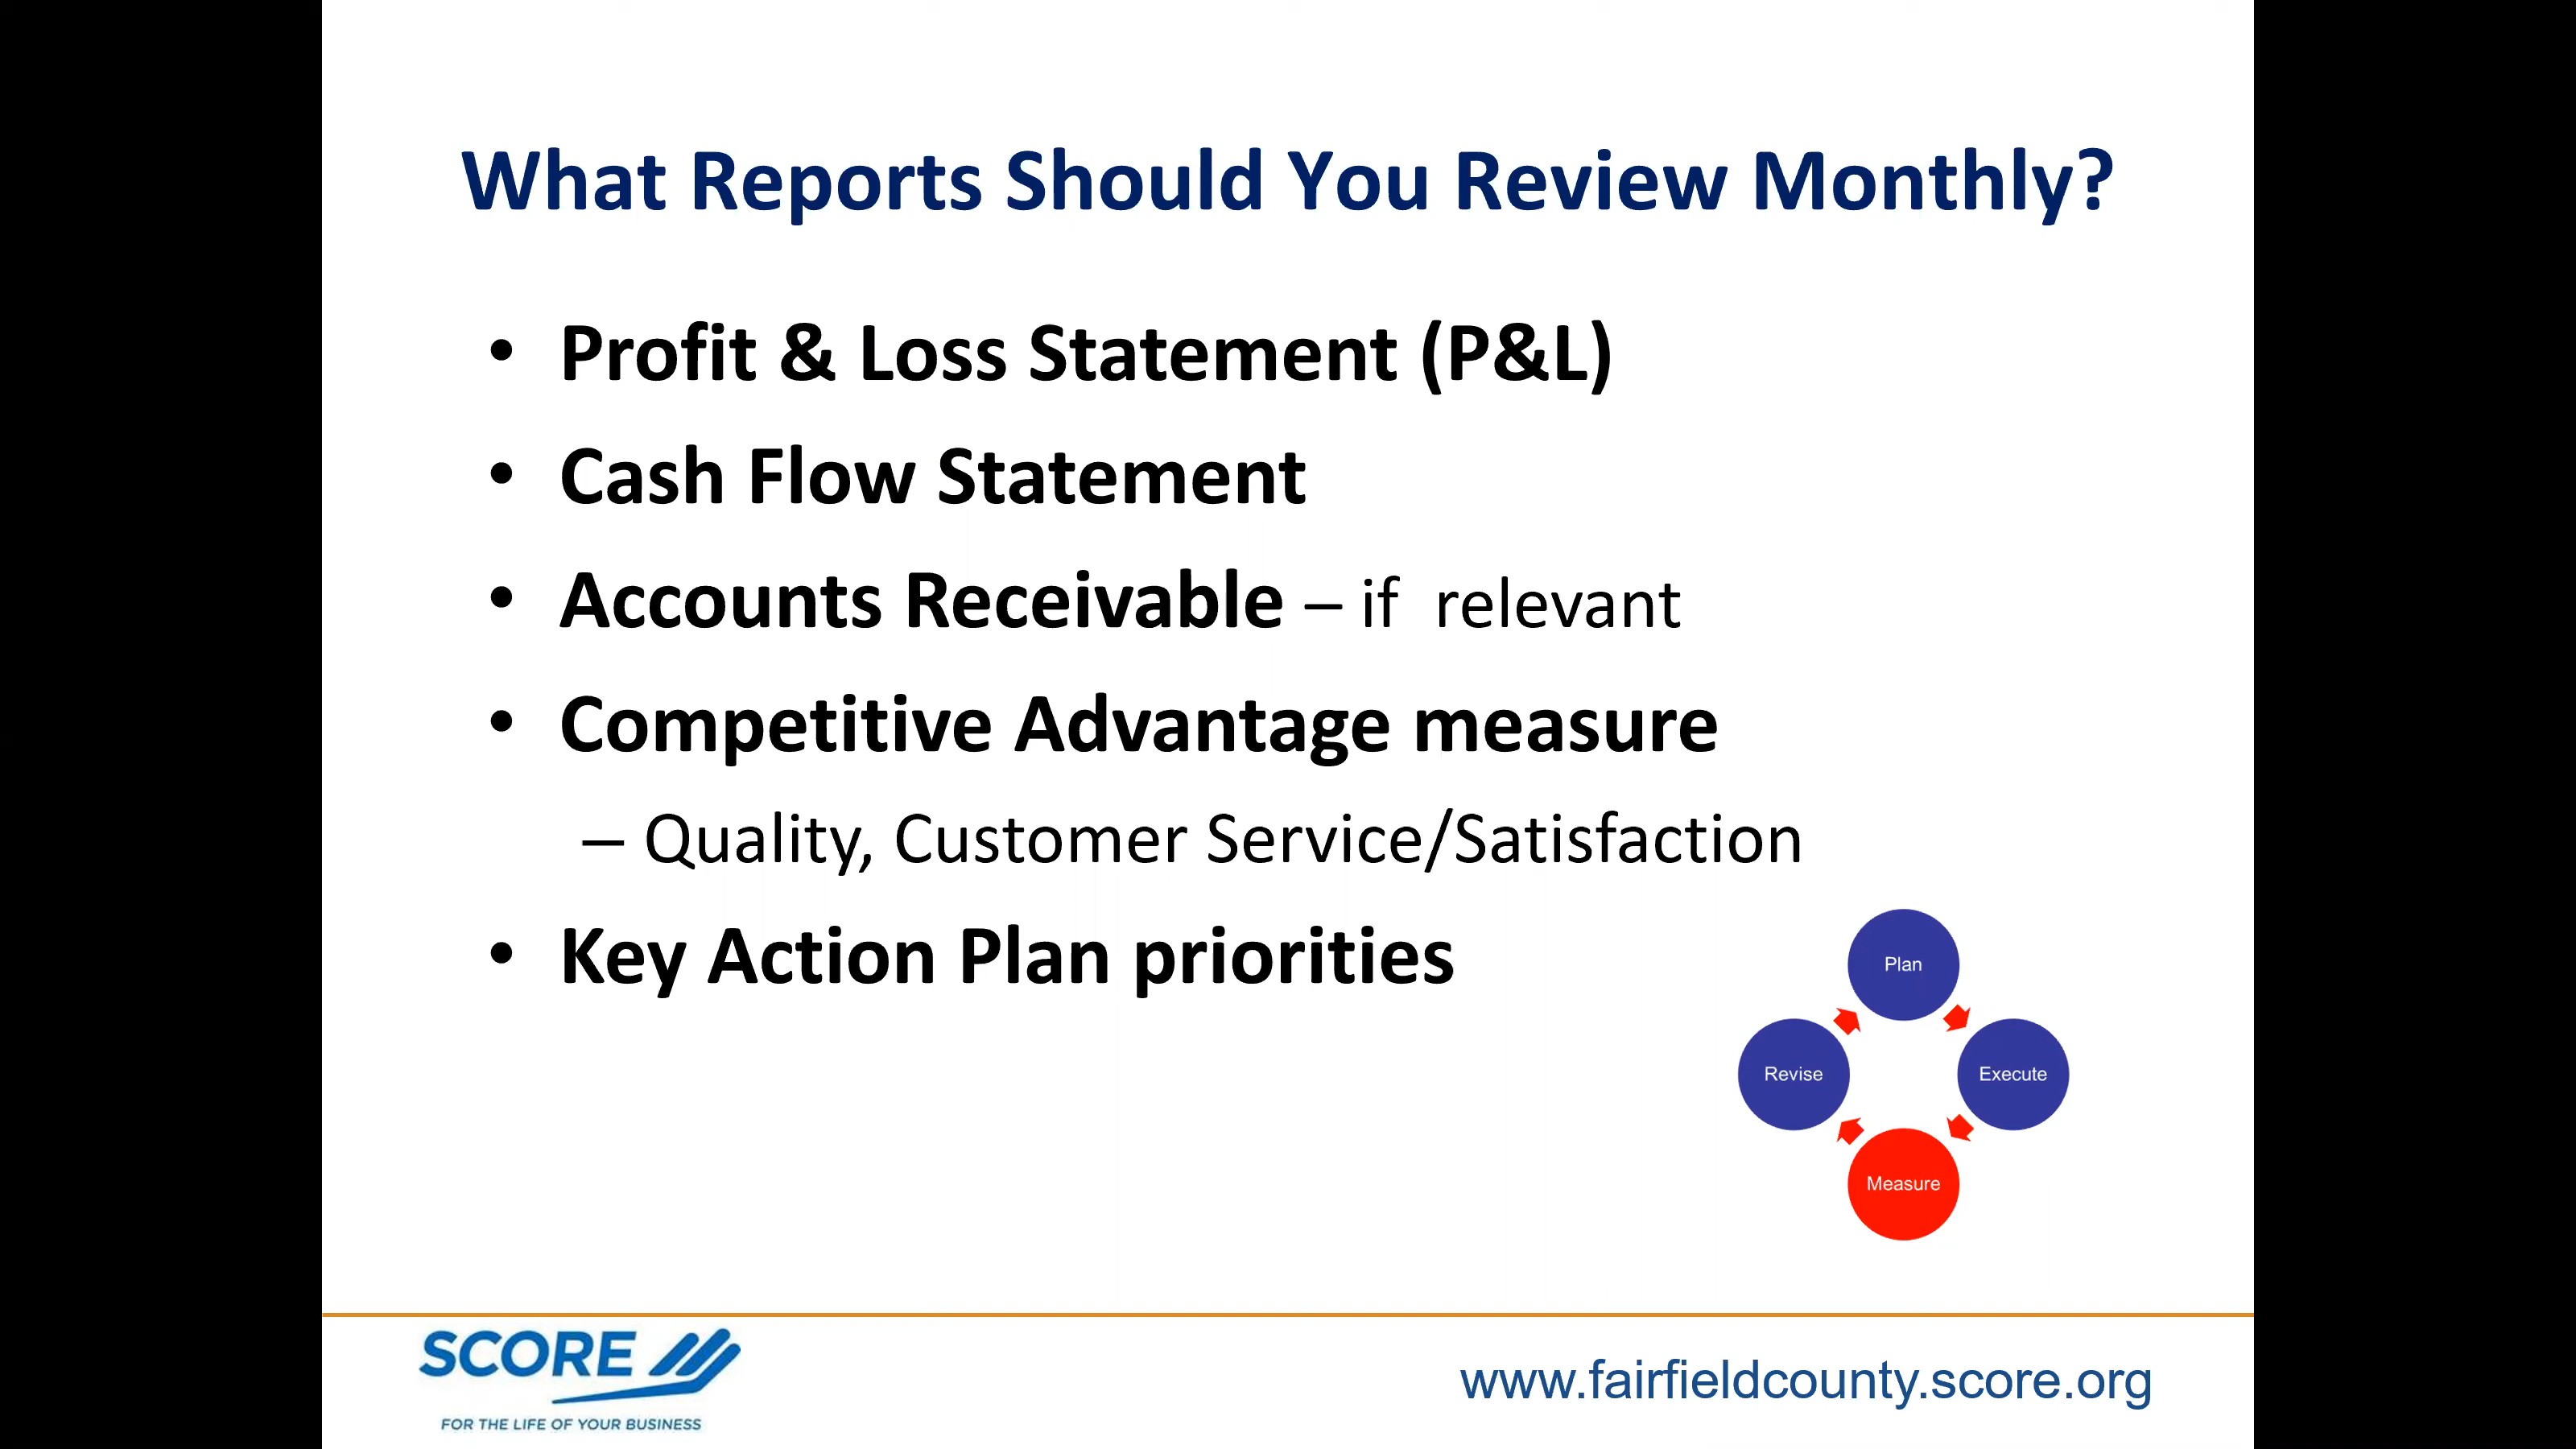 What Reports Should You Review Monthly?
• Profit & Loss Statement (P&L)
• Cash Flow Statement
• Accounts Receivable – if  relevant
• Competitive Advantage measure
– Quality, Customer Service/Satisfaction
• Key Action Plan priorities
Plan
Revise
Execute
Measure
SCORE
FOR THE LIFE OF YOUR BUSINESS
www.fairfieldcounty.score.org